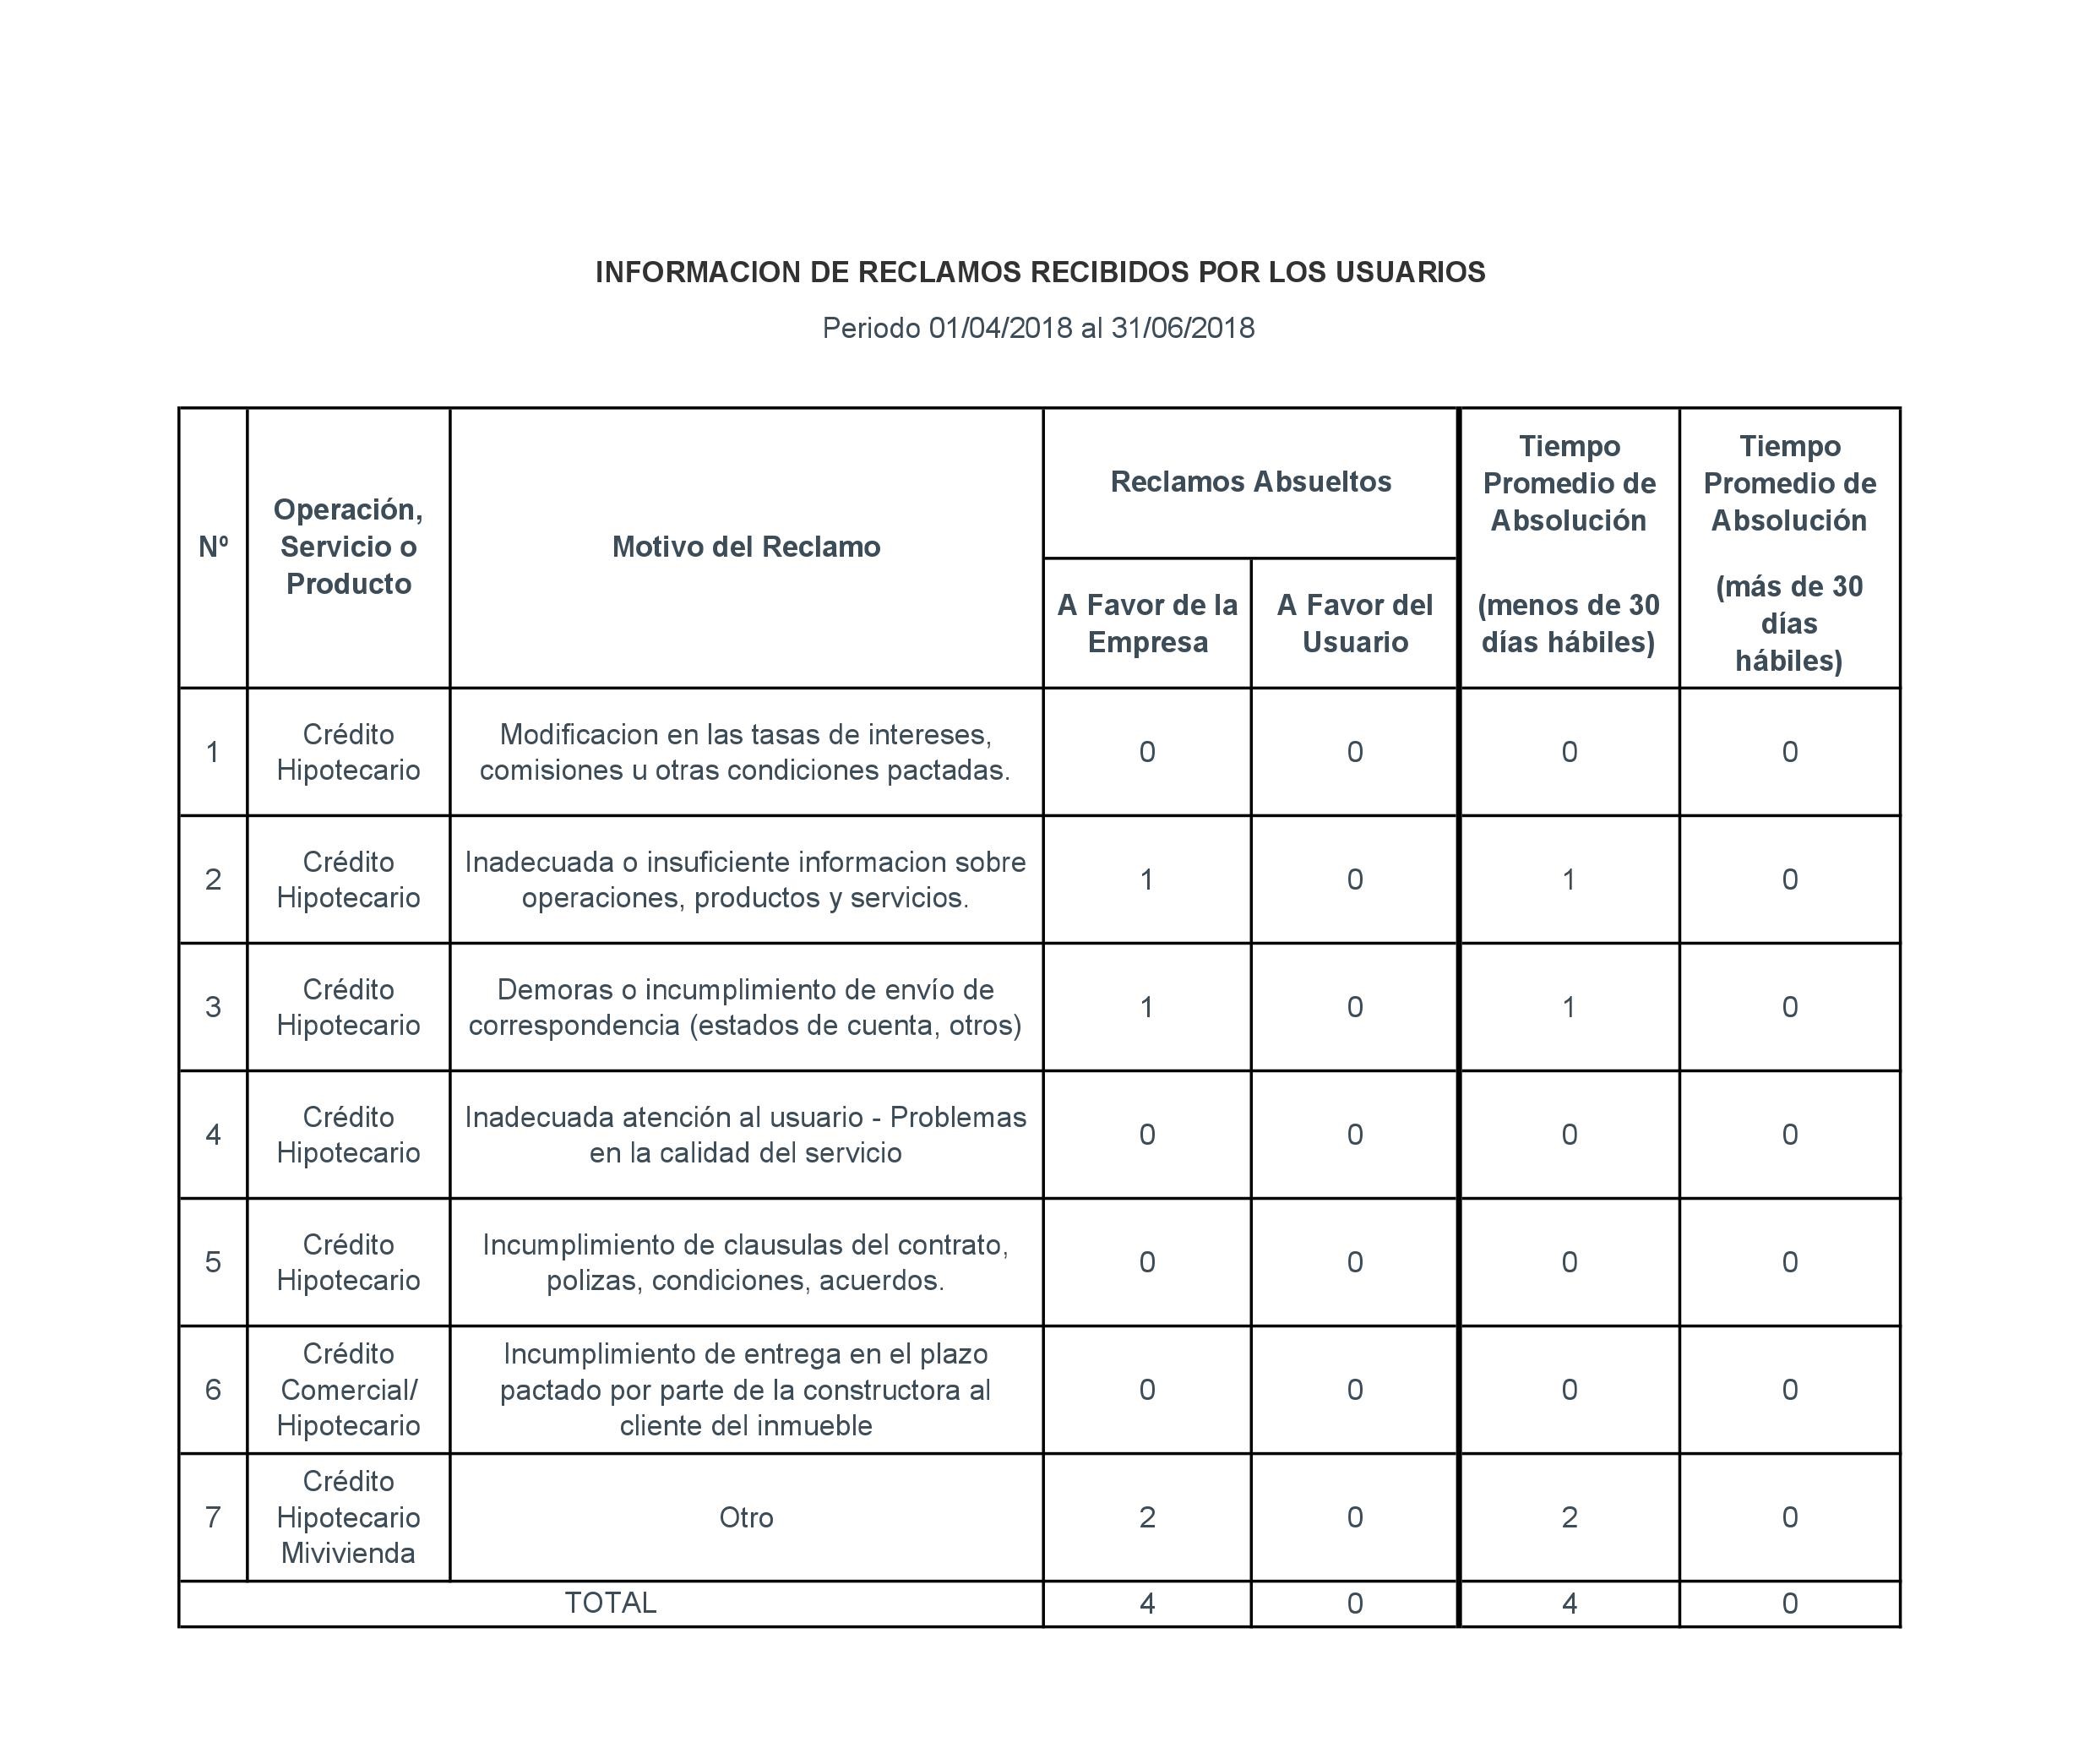 INFORMACION DE RECLAMOS RECIBIDOS POR LOS USUARIOS
Periodo 01/04/2018 al 31/06/2018
Nº
Operación,
Servicio o
Producto
Motivo del Reclamo
Reclamos Absueltos
A Favor de la
Empresa
A Favor del
Usuario
Tiempo
Promedio de
Absolución
(menos de 30
días hábiles)
Tiempo
Promedio de
Absolución
(más de 30
días
hábiles)
1
Crédito
Hipotecario
Modificacion en las tasas de intereses,
comisiones u otras condiciones pactadas.
0
0
0
0
2
Crédito
Hipotecario
Inadecuada o insuficiente informacion sobre
operaciones, productos y servicios.
1
0
1
0
3
Crédito
Hipotecario
Demoras o incumplimiento de envío de
correspondencia (estados de cuenta, otros)
1
0
1
0
4
Crédito
Hipotecario
Inadecuada atención al usuario - Problemas
en la calidad del servicio
0
0
0
0
5
Crédito
Hipotecario
Incumplimiento de clausulas del contrato,
polizas, condiciones, acuerdos.
0
0
0
0
6
Crédito
Comercial/
Hipotecario
Incumplimiento de entrega en el plazo
pactado por parte de la constructora al
cliente del inmueble
0
0
0
0
7
Crédito
Hipotecario
Mivivienda
Otro
2
0
2
0
TOTAL
4
0
4
0